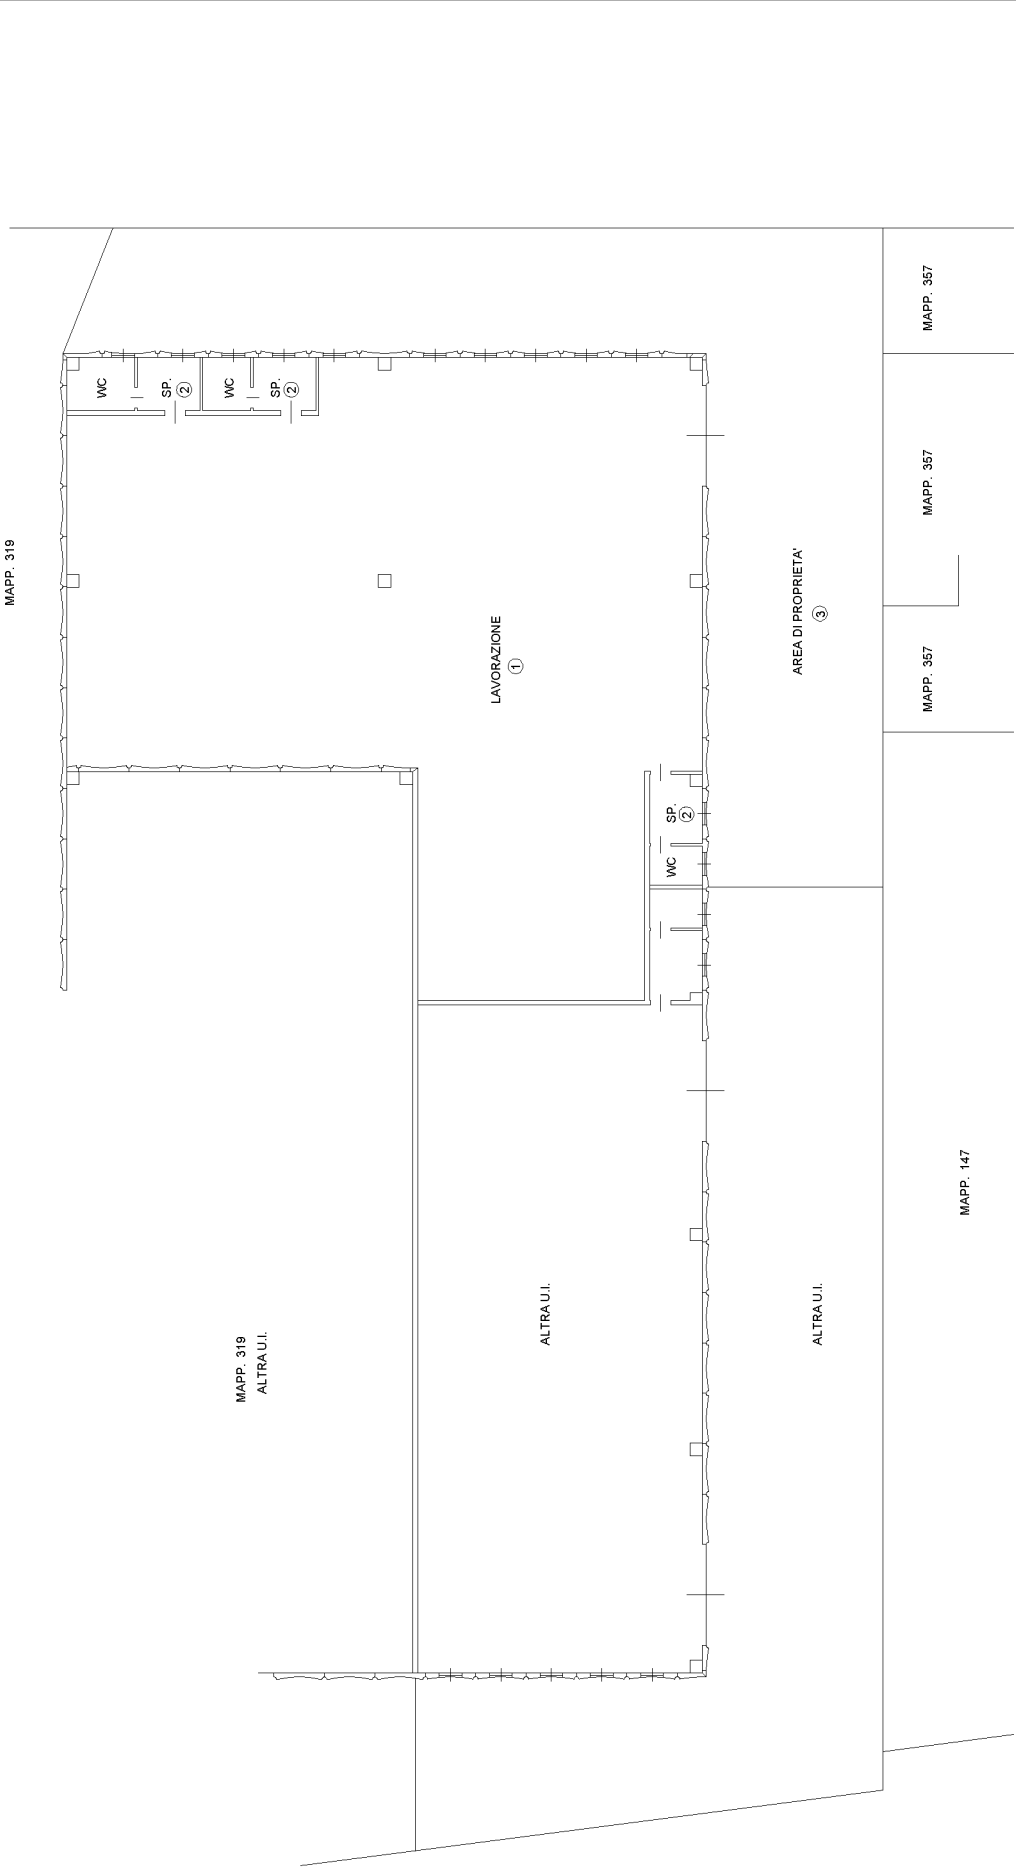 MAPP. 357
WC
SP.
2
WC
SP.
2
MAPP. 357
MAPP. 319
AREA DI PROPRIETA'
3
LAVORAZIONE
1
MAPP. 357
SP.
2
WC
MAPP. 147
ALTRA U.I.
ALTRA U.I.
MAPP. 319
ALTRA U.I.